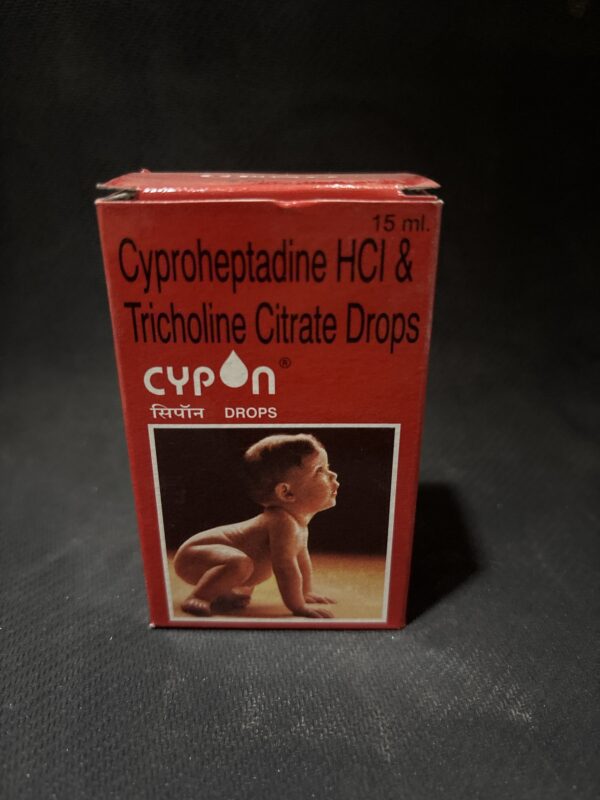 15 ml.
Cyproheptadine HCl &
Tricholine Citrate Drops
CYPON®
सिपॉन DROPS